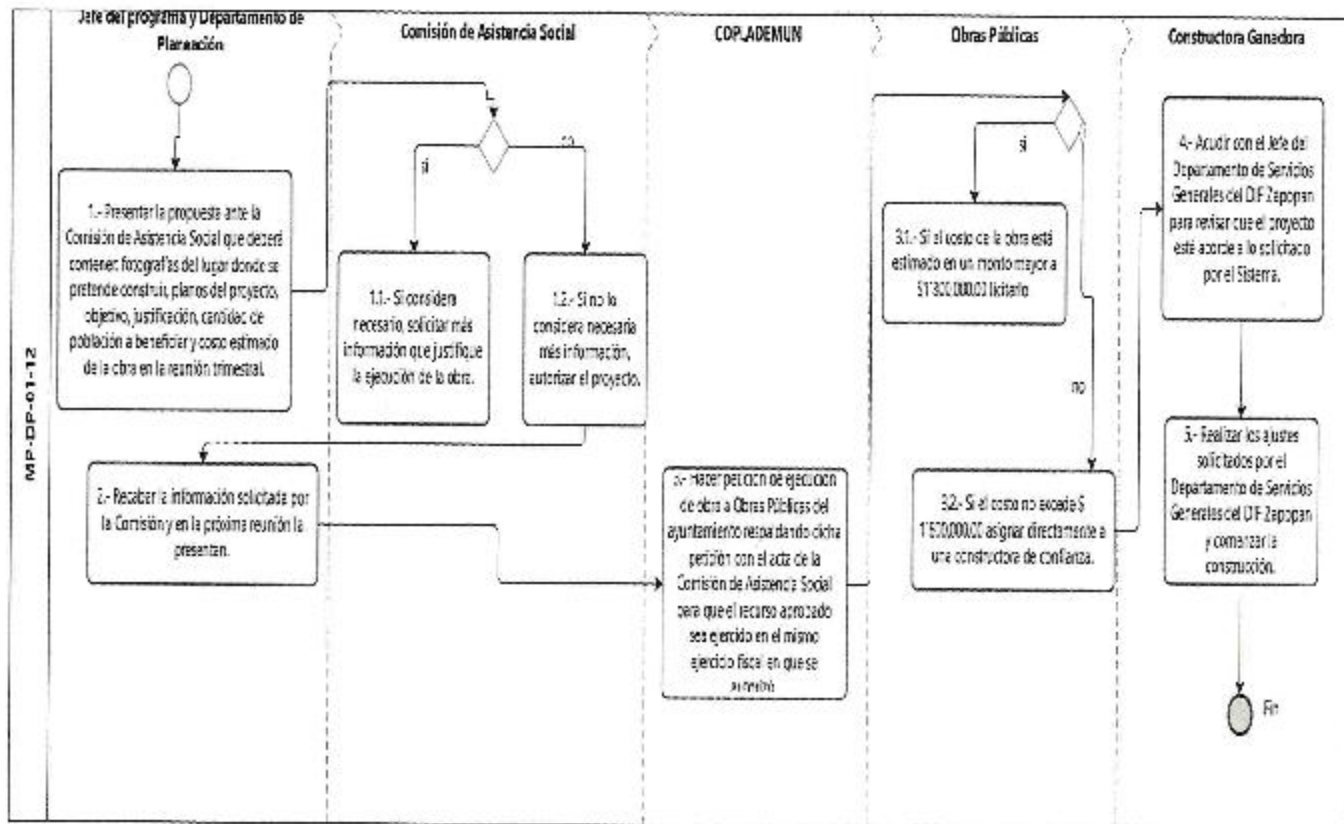 MP-DP-01-12
Jefe del programa y Departamento de
Planeación
Comisión de Asistencia Social
COPLADEMUN
Obras Públicas
Constructora Ganadora
1.- Presentar la propuesta ante la
Comisión de Asistencia Social que deberá
contener: fotografías del lugar donde se
pretende construir, planos del proyecto,
objetivo, justificación, cantidad de
población a beneficiar y costo estimado
de la obra en la reunión trimestral.
si
no
1.1.- Si considera
necesario, solicitar más
información que justifique
la ejecución de la obra.
1.2.- Si no lo
considera necesaria
más información,
autorizar el proyecto.
2.- Recabar la información solicitada por
la Comisión y en la próxima reunión la
presentan.
3.- Hacer petición de ejecución
de obra a Obras Públicas del
ayuntamiento respaldando dicha
petición con el acta de la
Comisión de Asistencia Social
para que el recurso aprobado
sea ejercido en el mismo
ejercicio fiscal en que se
autorizó.
si
no
3.1.- Si el costo de la obra está
estimado en un monto mayor a
licitarlo
3.2.- Si el costo no excede $
asignar directamente a
una constructora de confianza.
4.- Acudir con el Jefe del
Departamento de Servicios
Generales del DIF Zapopan
para revisar que el proyecto
esté acorde a lo solicitado
por el Sistema.
5.- Realizar los ajustes
solicitados por el
Departamento de Servicios
Generales del DIF Zapopan
y comenzar la
construcción.
Fin